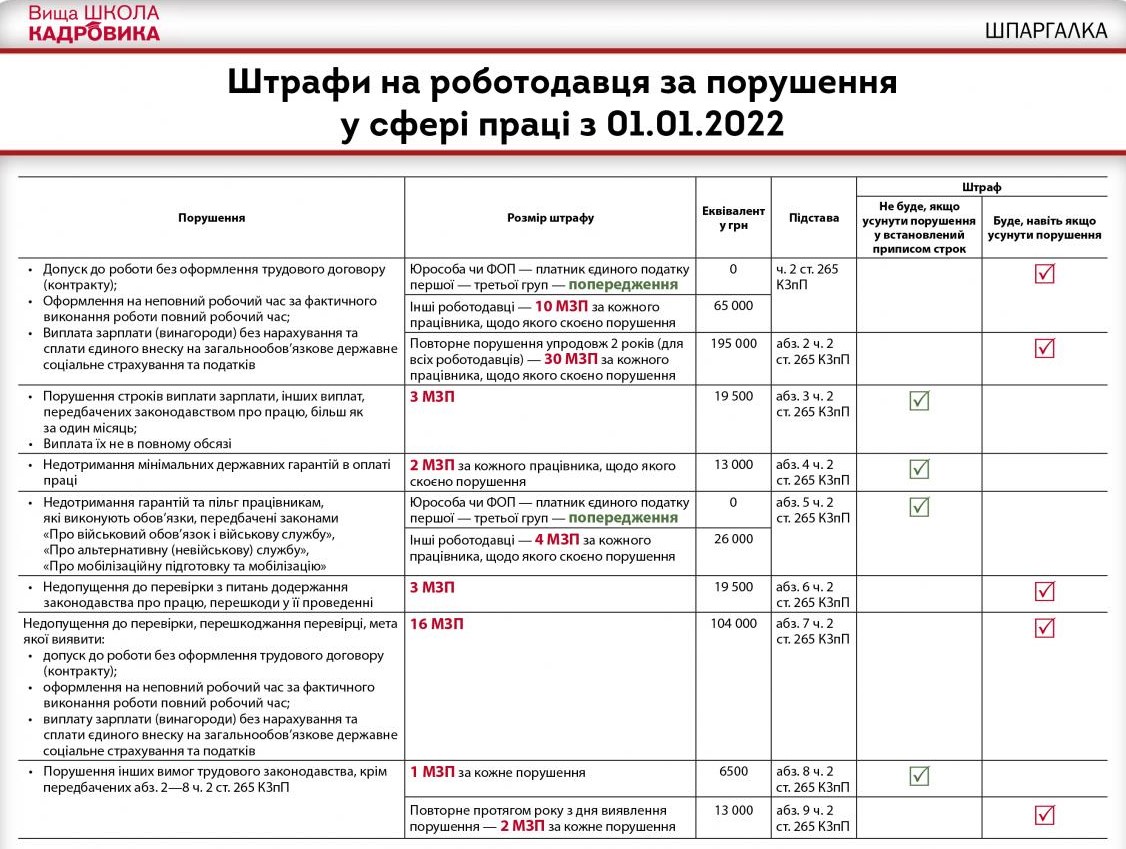 Вища ШКОЛА
КАДРОВИКА
ШПАРГАЛКА
Штрафи на роботодавця за порушення
у сфері праці з 01.01.2022
Порушення
Розмір штрафу
Еквівалент
у грн
Підстава
Штраф
Не буде, якщо
усунути порушення
у встановлений
приписом строк
Буде, навіть якщо
усунути порушення
• Допуск до роботи без оформлення трудового договору
(контракту);
• Оформлення на неповний робочий час за фактичного
виконання роботи повний робочий час;
• Виплата зарплати (винагороди) без нарахування та
сплати єдиного внеску на загальнообов’язкове державне
соціальне страхування та податків
Юрособа чи ФОП — платник єдиного податку
першої — третьої груп — попередження
0
ч. 2 ст. 265
КЗпП
Інші роботодавці — 10 МЗП за кожного
працівника, щодо якого скоєно порушення
65 000
Повторне порушення упродовж 2 років (для
всіх роботодавців) — 30 МЗП за кожного
працівника, щодо якого скоєно порушення
195 000
абз. 2 ч. 2
ст. 265 КЗпП
• Порушення строків виплати зарплати, інших виплат,
передбачених законодавством про працю, більш як
за один місяць;
• Виплата їх не в повному обсязі
3 МЗП
19 500
абз. 3 ч. 2
ст. 265 КЗпП
• Недотримання мінімальних державних гарантій в оплаті
праці
2 МЗП за кожного працівника, щодо якого
скоєно порушення
13 000
абз. 4 ч. 2
ст. 265 КЗпП
• Недотримання гарантій та пільг працівникам,
які виконують обов’язки, передбачені законами
«Про військовий обов’язок і військову службу»,
«Про альтернативну (невійськову) службу»,
«Про мобілізаційну підготовку та мобілізацію»
Юрособа чи ФОП — платник єдиного податку
першої — третьої груп — попередження
0
абз. 5 ч. 2
ст. 265 КЗпП
Інші роботодавці — 4 МЗП за кожного
працівника, щодо якого скоєно порушення
26 000
• Недопущення до перевірки з питань додержання
законодавства про працю, перешкоди у її проведенні
3 МЗП
19 500
абз. 6 ч. 2
ст. 265 КЗпП
Недопущення до перевірки, перешкоджання перевірці, мета
якої виявити:
• допуск до роботи без оформлення трудового договору
(контракту);
• оформлення на неповний робочий час за фактичного
виконання роботи повний робочий час;
• виплату зарплати (винагороди) без нарахування та
сплати єдиного внеску на загальнообов’язкове державне
соціальне страхування та податків
16 МЗП
104 000
абз. 7 ч. 2
ст. 265 КЗпП
• Порушення інших вимог трудового законодавства, крім
передбачених абз. 2—8 ч. 2 ст. 265 КЗпП
1 МЗП за кожне порушення
6500
абз. 8 ч. 2
ст. 265 КЗпП
Повторне протягом року з дня виявлення
порушення — 2 МЗП за кожне порушення
13 000
абз. 9 ч. 2
ст. 265 КЗпП